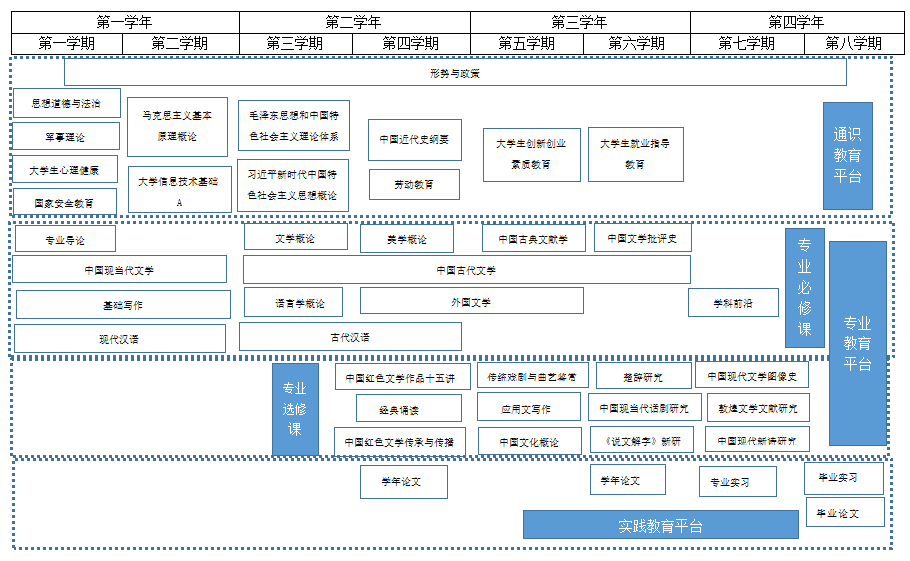 第一学年
第二学年
第三学年
第四学年
第一学期
第二学期
第三学期
第四学期
第五学期
第六学期
第七学期
第八学期
形势与政策
思想道德与法治
军事理论
大学生心理健康
国家安全教育
马克思主义基本
原理概论
大学信息技术基础
A
毛泽东思想和中国特
色社会主义理论体系
习近平新时代中国特
色社会主义思想概论
中国近代史纲要
劳动教育
大学生创新创业
素质教育
大学生就业指导
教育
通识
教育
平台
专业导论
文学概论
美学概论
中国古典文献学
中国文学批评史
中国现当代文学
中国古代文学
基础写作
语言学概论
外国文学
学科前沿
现代汉语
古代汉语
专
业
必
修
课
专业
教育
平台
专业
选修
课
中国红色文学作品十五讲
传统戏剧与曲艺鉴赏
楚辞研究
中国现代文学图像史
经典诵读
应用文写作
中国现当代话剧研究
敦煌文学文献研究
中国红色文学传承与传播
中国文化概论
《说文解字》新研
中国现代新诗研究
学年论文
学年论文
专业实习
毕业实习
毕业论文
实践教育平台